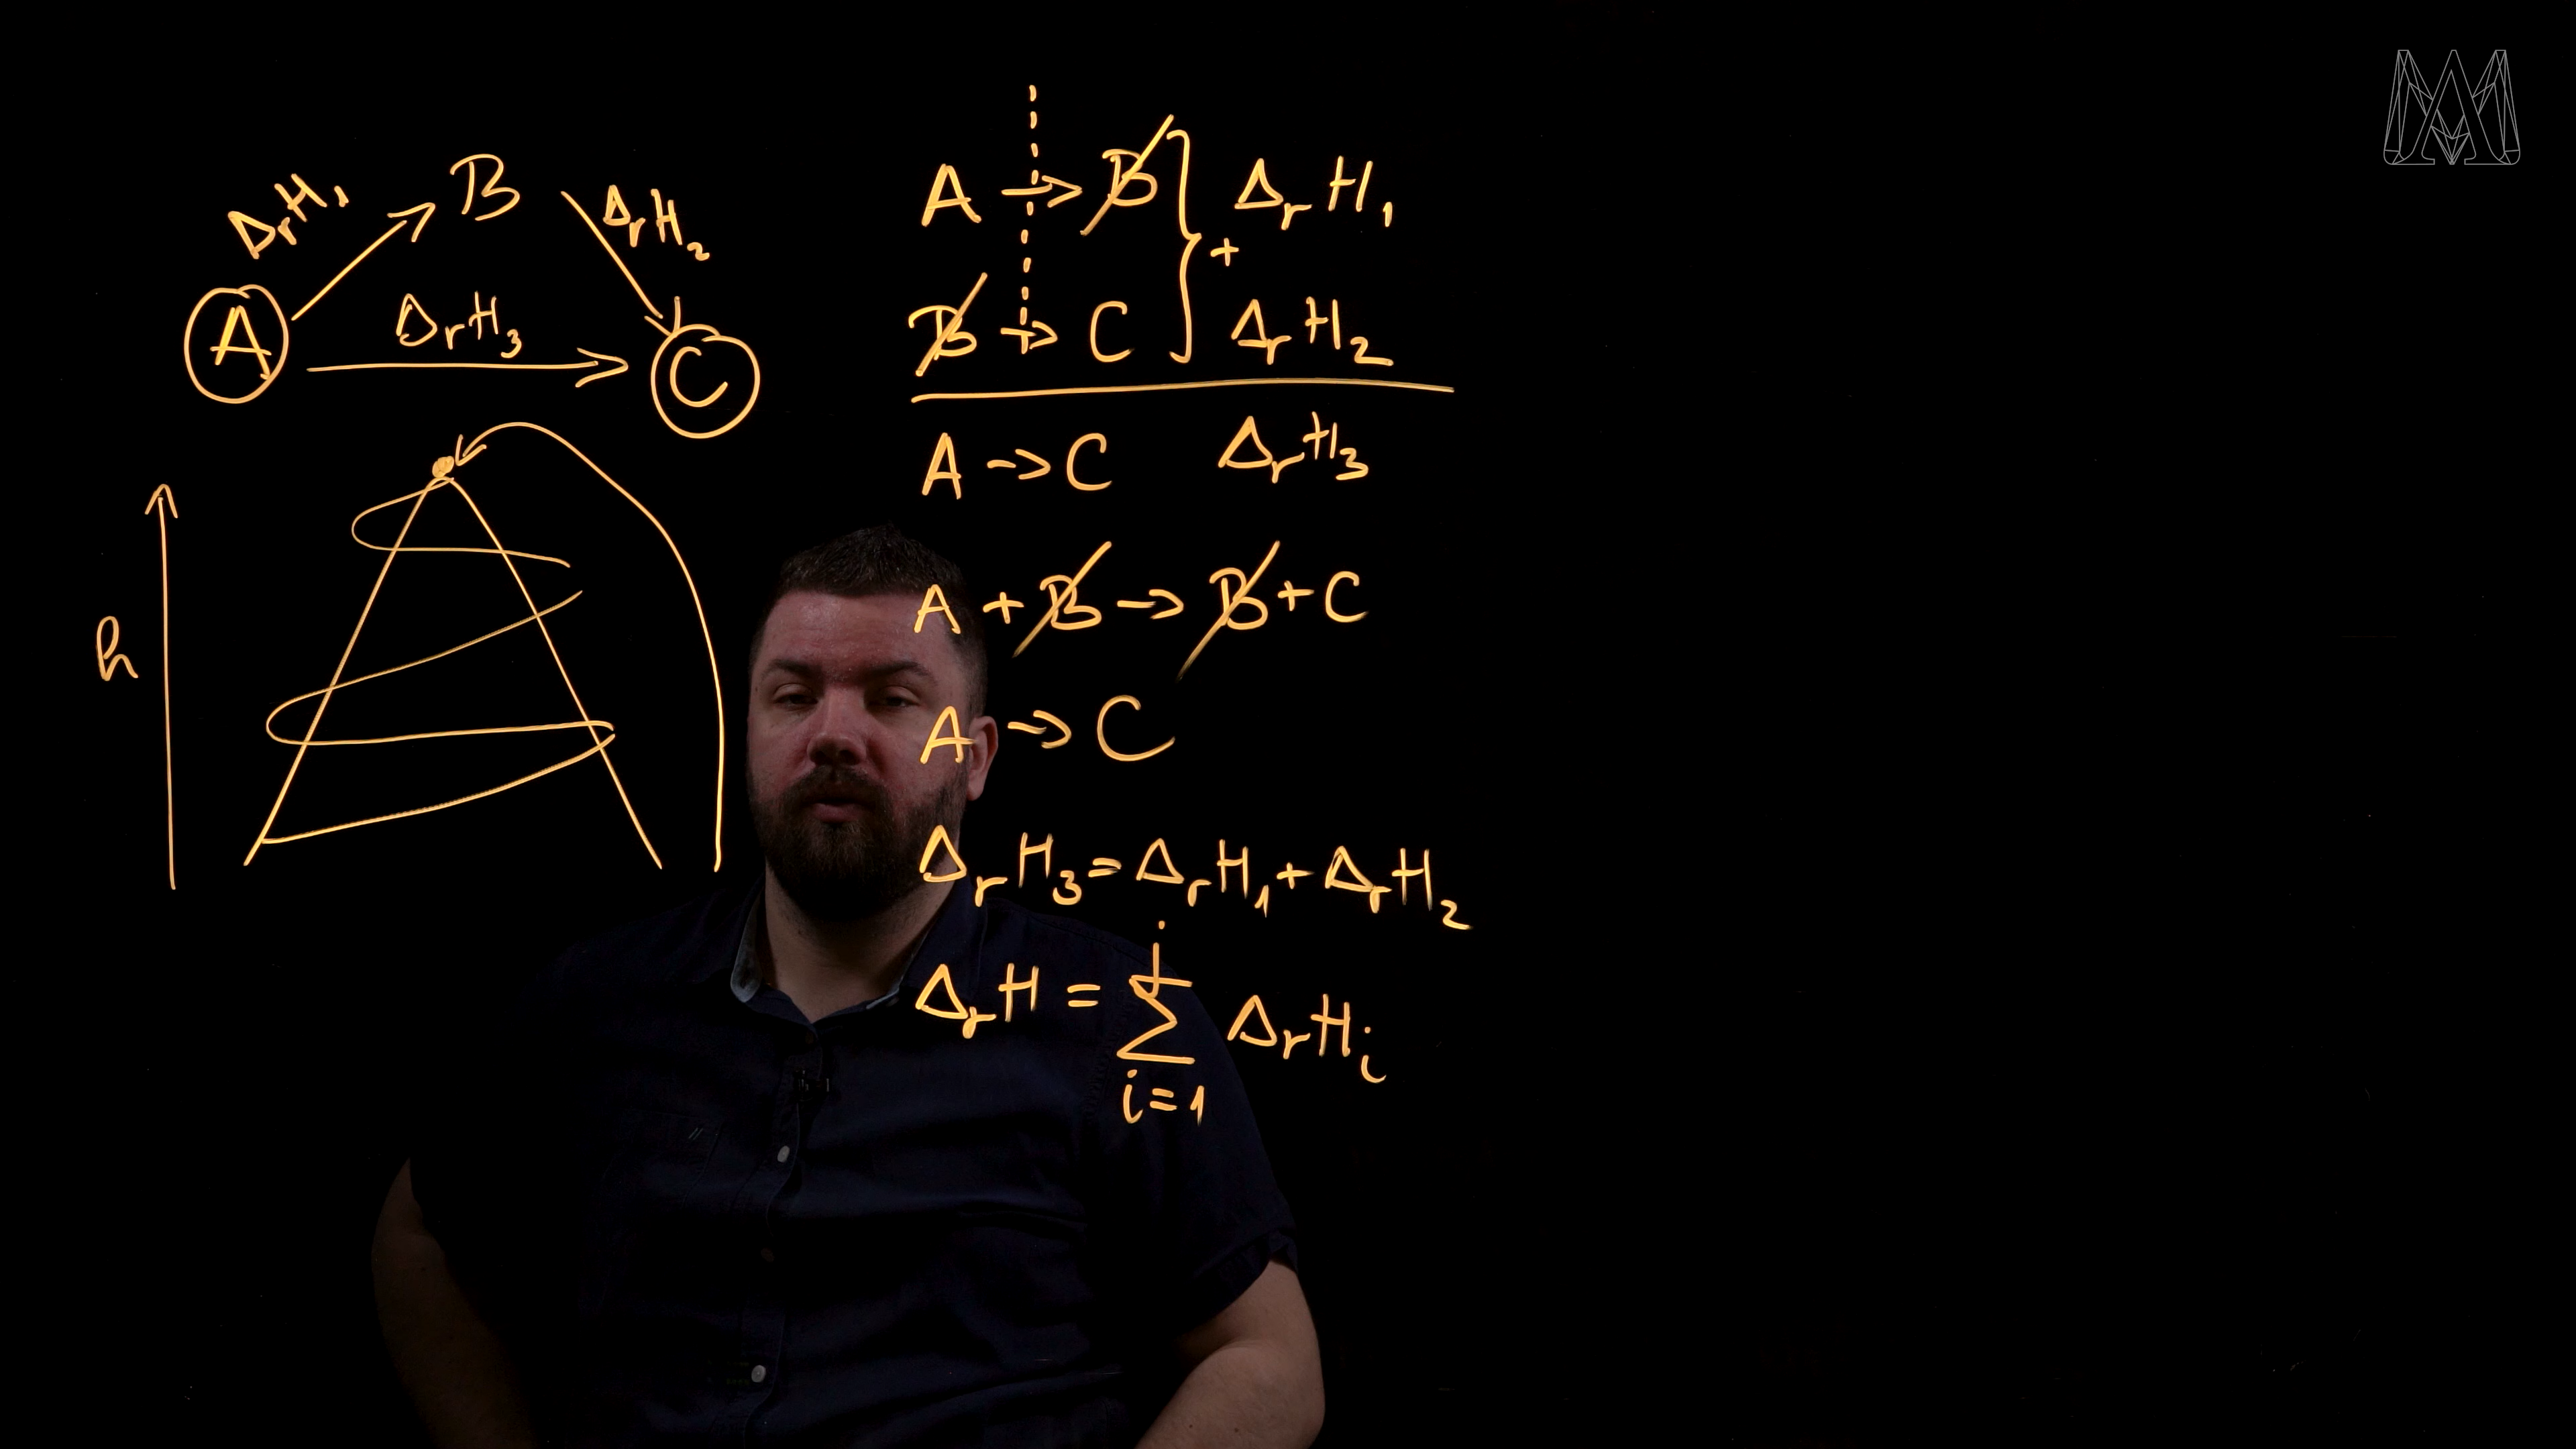 ΔrH1
B
ΔrH2
A
ΔrH3
C
h
A → B } ΔrH1
+
B → C ΔrH2
A → C ΔrH3
A + B → B + C
A → C
ΔrH3 = ΔrH1 + ΔrH2
j
ΔrH = Σ ΔrHi
i=1